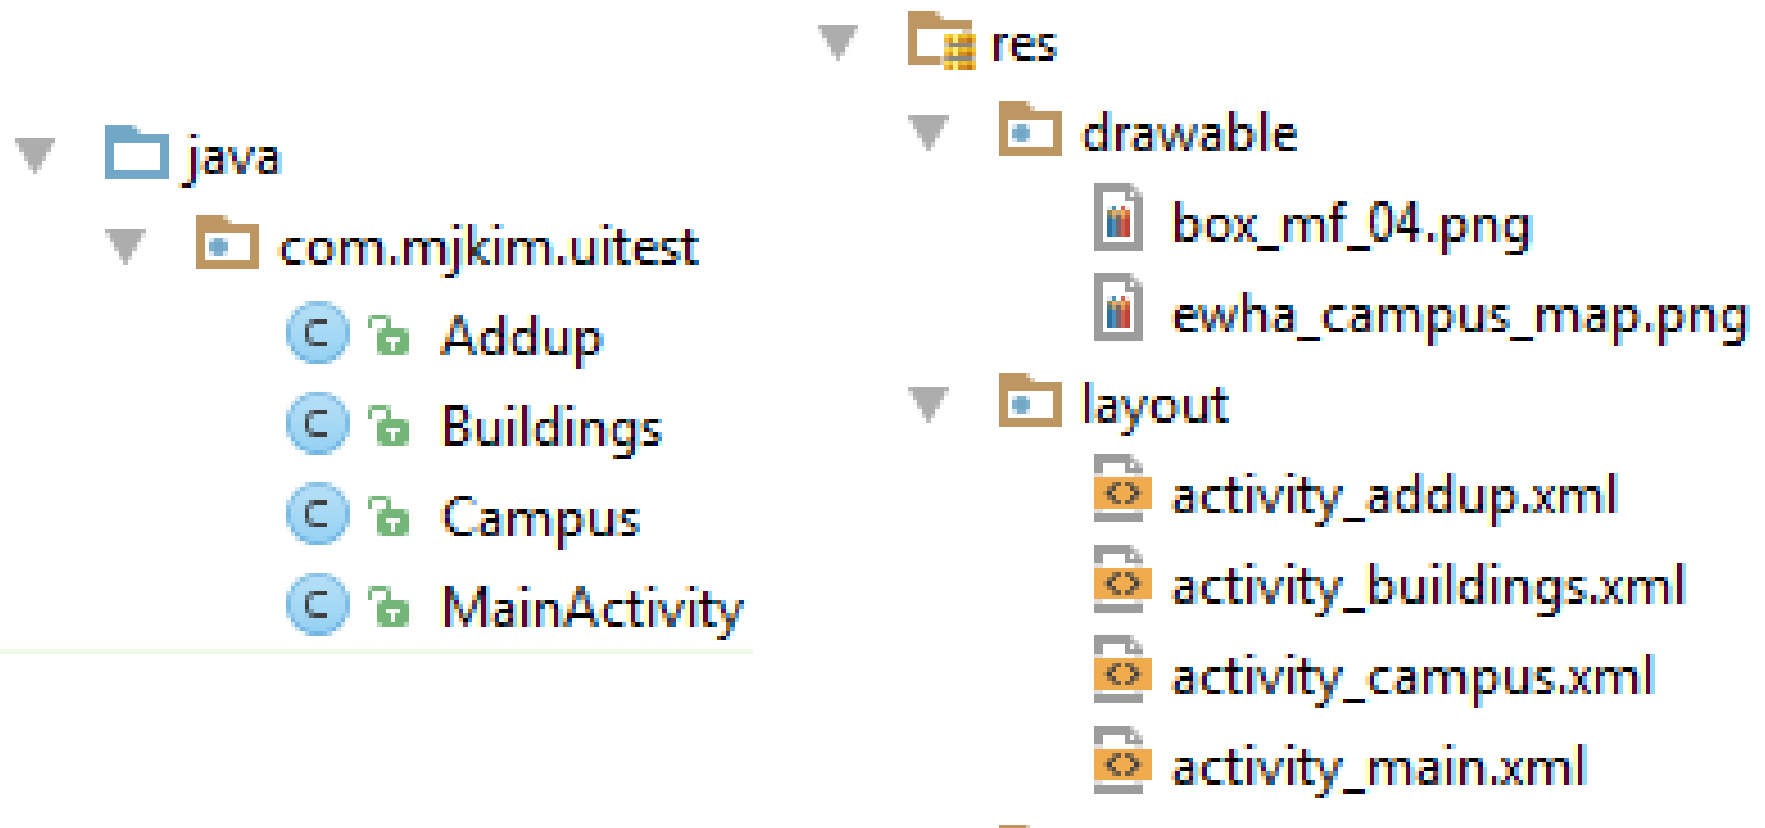 java
com.mjkim.uitest
Addup
Buildings
Campus
MainActivity
res
drawable
box_mf_04.png
ewha_campus_map.png
layout
activity_addup.xml
activity_buildings.xml
activity_campus.xml
activity_main.xml